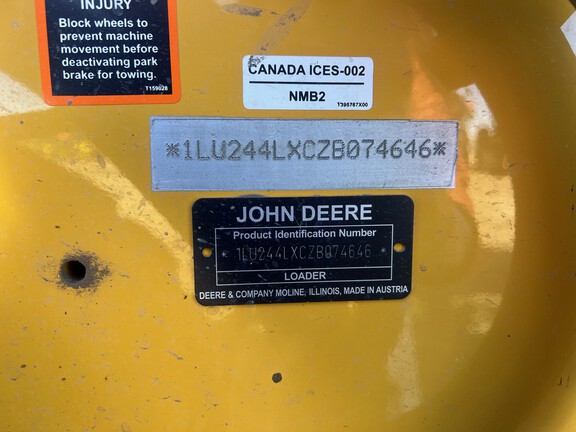 INJURY
Block wheels to
prevent machine
movement before
deactivating park
brake for towing.
T159028
CANADA ICES-002
NMB2
T395767X00
*1LU244LXCZB074646*
JOHN DEERE
Product Identification Number
1LU244LXCZB074646
LOADER
DEERE & COMPANY MOLINE, ILLINOIS, MADE IN AUSTRIA